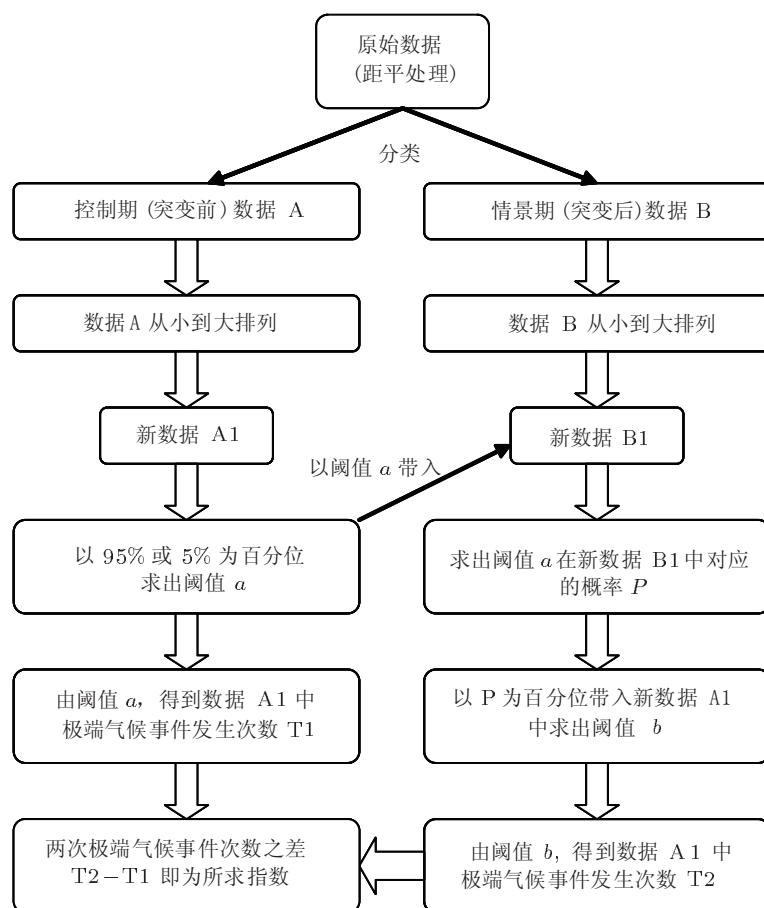 原始数据
(距平处理)
分类
控制期 (突变前) 数据 A
情景期 (突变后) 数据 B
数据 A 从小到大排列
数据 B 从小到大排列
新数据 A1
新数据 B1
以阈值 a 带入
以 95% 或 5% 为百分位
求出阈值 a
求出阈值 a 在新数据 B1 中对应
的概率 P
由阈值 a, 得到数据 A1 中
极端气候事件发生次数 T1
以 P 为百分位带入新数据 A1
中求出阈值 b
两次极端气候事件次数之差
T2−T1 即为所求指数
由阈值 b, 得到数据 A1 中
极端气候事件发生次数 T2